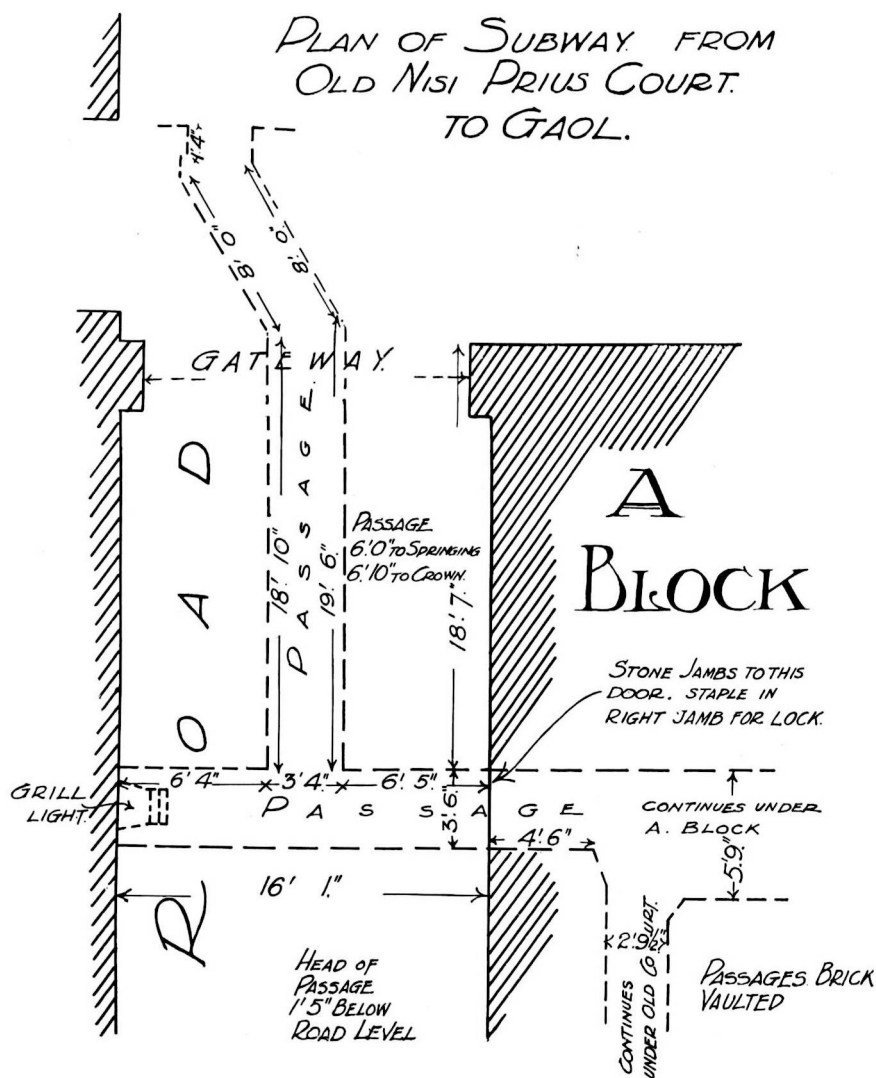 PLAN OF SUBWAY FROM
OLD NISI PRIUS COURT.
TO GAOL.
4'.4"
8'.0"
8'.0"
GATEWAY.
ROAD
PASSAGE.
18'.10"
19'.6"
PASSAGE
6'.0" TO SPRINGING
6'.10" TO CROWN.
18'.7"
A
BLOCK
STONE JAMBS TO THIS
DOOR. STAPLE IN
RIGHT JAMB FOR LOCK.
GRILL
LIGHT.
6'4"
3'4"
6'.5"
PASSAGE
3'.6"
4'.6"
CONTINUES UNDER
A. BLOCK
5'.9"
16' 1."
2'.9½"
CONTINUES
UNDER OLD COURT.
HEAD OF
PASSAGE
1'5" BELOW
ROAD LEVEL
PASSAGES BRICK
VAULTED